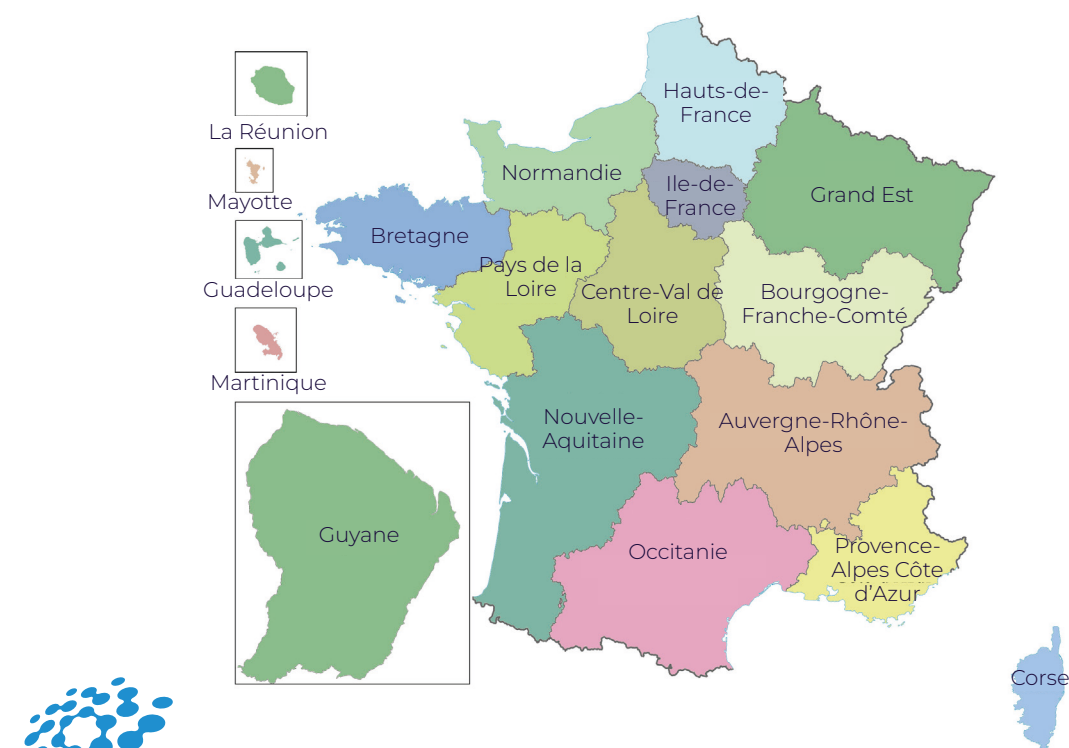 Hauts-de-
France
La Réunion
Normandie
Ile-de-
France
Grand Est
Mayotte
Bretagne
Pays de la
Loire
Guadeloupe
Centre-Val de
Loire
Bourgogne-
Franche-Comté
Martinique
Nouvelle-
Aquitaine
Auvergne-Rhône-
Alpes
Guyane
Occitanie
Provence-
Alpes Côte
d'Azur
Corse